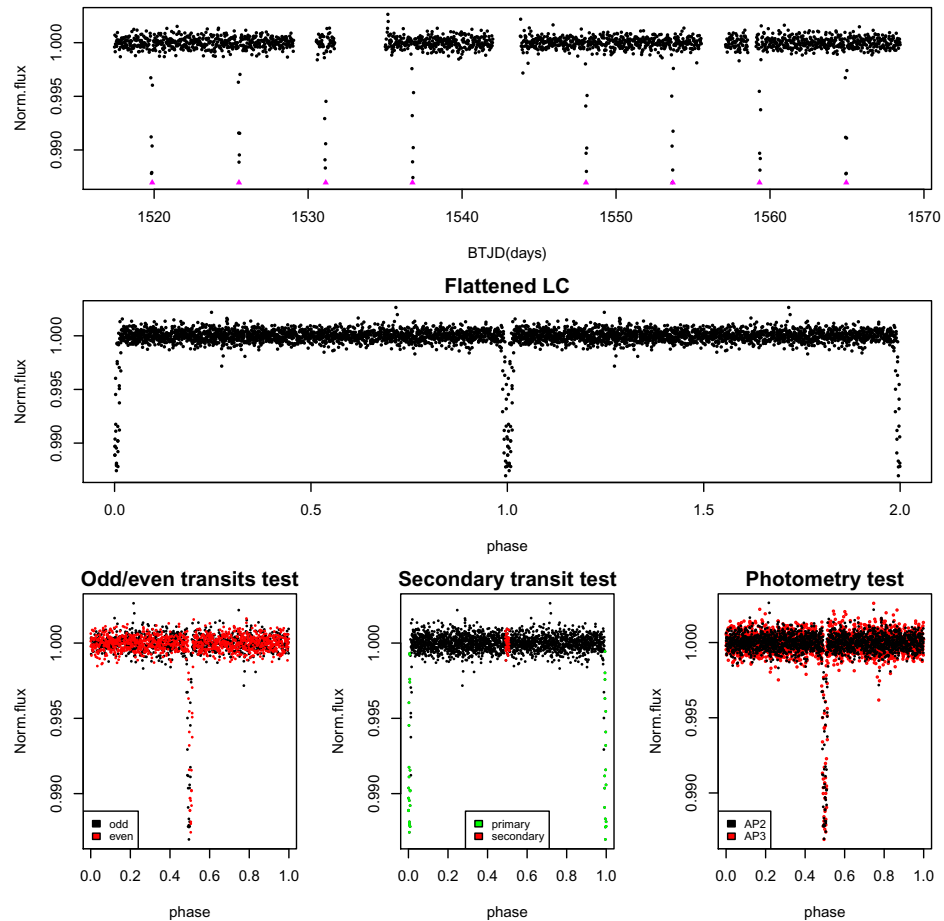 Norm.flux
1.000
0.995
0.990
1520
1530
1540
1550
1560
1570
BTJD(days)
Flattened LC
Norm.flux
1.000
0.995
0.990
0.0
0.5
1.0
1.5
2.0
phase
Odd/even transits test
Norm.flux
1.000
0.995
0.990
odd
even
0.0 0.2 0.4 0.6 0.8 1.0
phase
Secondary transit test
Norm.flux
1.000
0.995
0.990
primary
secondary
0.0 0.2 0.4 0.6 0.8 1.0
phase
Photometry test
Norm.flux
1.000
0.995
0.990
AP2
AP3
0.0 0.2 0.4 0.6 0.8 1.0
phase